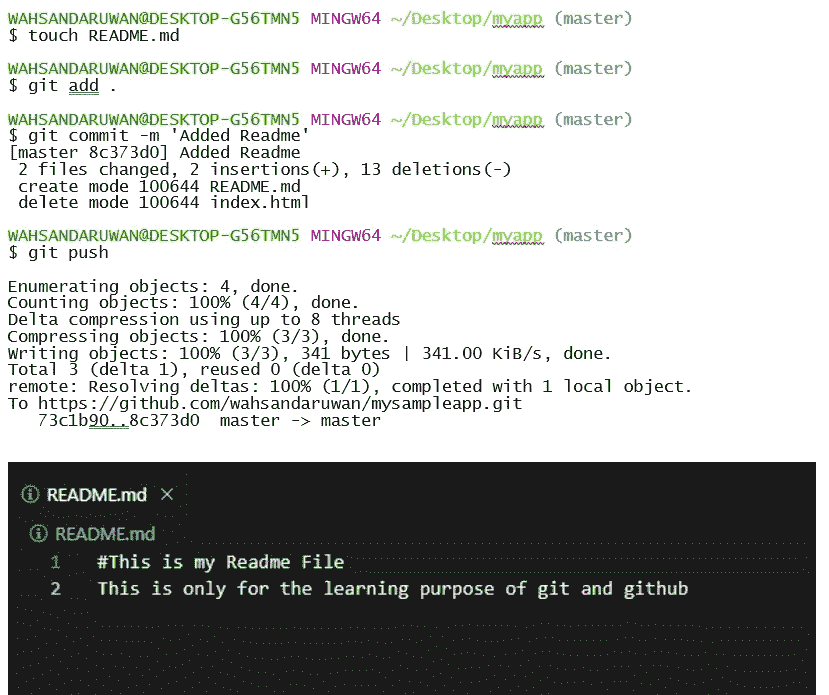 WAHSANDARUWAN@DESKTOP-G56TMN5 MINGW64 ~/Desktop/myapp (master)
$ touch README.md
WAHSANDARUWAN@DESKTOP-G56TMN5 MINGW64 ~/Desktop/myapp (master)
$ git add .
WAHSANDARUWAN@DESKTOP-G56TMN5 MINGW64 ~/Desktop/myapp (master)
$ git commit -m 'Added Readme'
[master 8c373d0] Added Readme
2 files changed, 2 insertions(+), 13 deletions(-)
create mode 100644 README.md
delete mode 100644 index.html
WAHSANDARUWAN@DESKTOP-G56TMN5 MINGW64 ~/Desktop/myapp (master)
$ git push
Enumerating objects: 4, done.
Counting objects: 100% (4/4), done.
Delta compression using up to 8 threads
Compressing objects: 100% (3/3), done.
Writing objects: 100% (3/3), 341 bytes | 341.00 KiB/s, done.
Total 3 (delta 1), reused 0 (delta 0)
remote: Resolving deltas: 100% (1/1), completed with 1 local object.
To https://github.com/wahsandaruwan/mysampleapp.git
73c1b90..8c373d0  master -> master
README.md
README.md
1 #This is my Readme File
2 This is only for the learning purpose of git and github